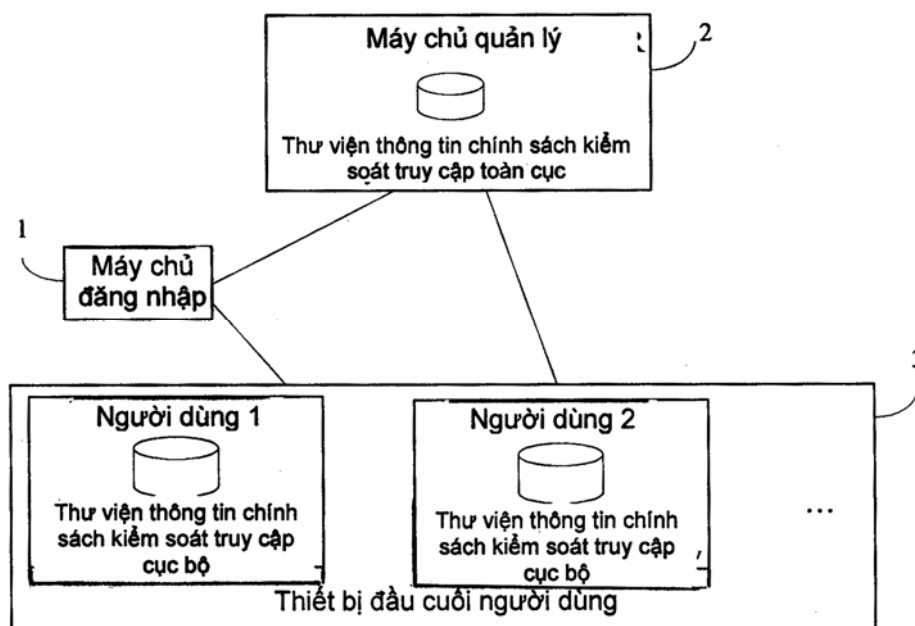 Máy chủ quản lý
2
Thư viện thông tin chính sách kiểm
soát truy cập toàn cục
1
Máy chủ
đăng nhập
3
Người dùng 1
Thư viện thông tin chính
sách kiểm soát truy cập
cục bộ
Người dùng 2
Thư viện thông tin chính
sách kiểm soát truy cập
cục bộ
...
Thiết bị đầu cuối người dùng